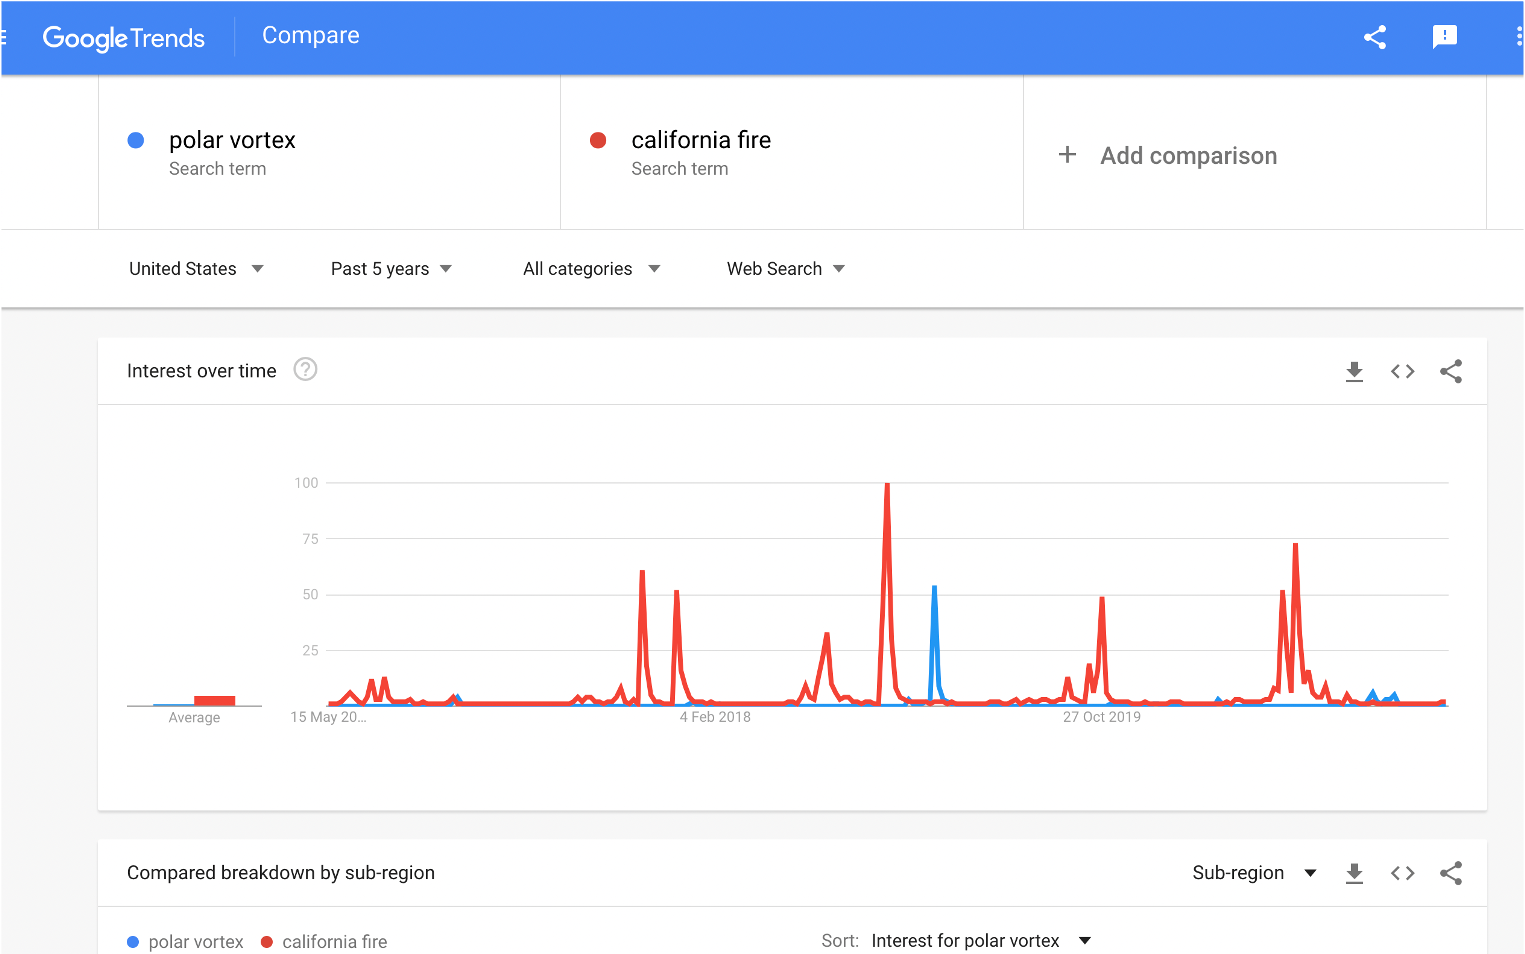 Google Trends Compare
polar vortex
Search term
california fire
Search term
+ Add comparison
United States Past 5 years All categories Web Search
Interest over time ?
100
75
50
25
Average
15 May 20... 4 Feb 2018 27 Oct 2019
Compared breakdown by sub-region Sub-region
polar vortex california fire Sort: Interest for polar vortex